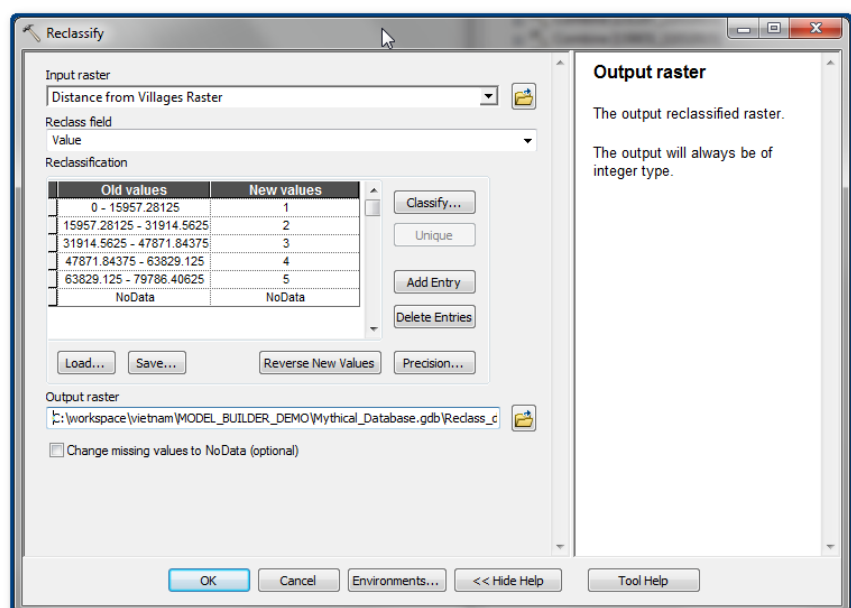 Reclassify
Input raster
Distance from Villages Raster
Reclass field
Value
Reclassification
Old values New values
0 - 15957.28125 1
15957.28125 - 31914.5625 2
31914.5625 - 47871.84375 3
47871.84375 - 63829.125 4
63829.125 - 79786.40625 5
NoData NoData
Classify...
Unique
Add Entry
Delete Entries
Load... Save... Reverse New Values Precision...
Output raster
C:\workspace\vietnam\MODEL_BUILDER_DEMO\Mythical_Database.gdb\Reclass_d
Change missing values to NoData (optional)
OK Cancel Environments... << Hide Help Tool Help
Output raster
The output reclassified raster.
The output will always be of
integer type.